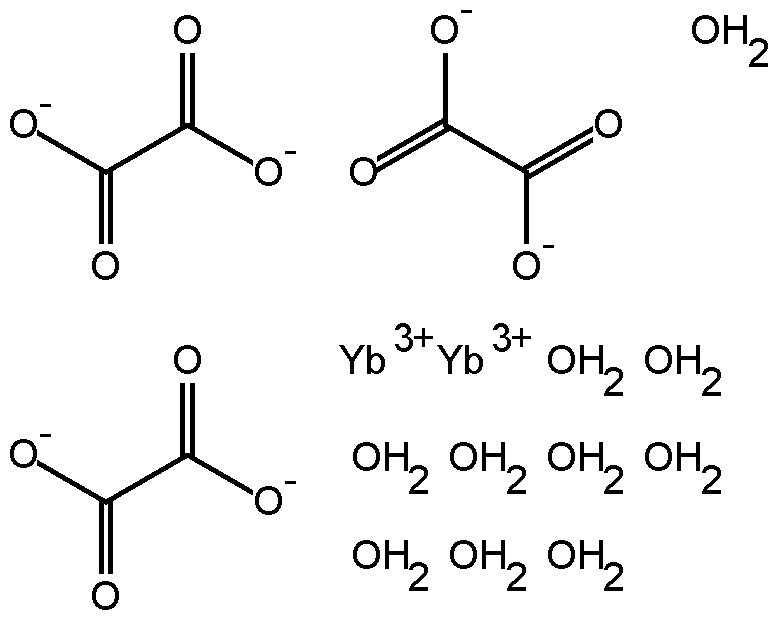 O O⁻ OH₂
O⁻ O
O⁻ O
O O⁻
O Yb³⁺ Yb³⁺ OH₂ OH₂
O⁻ OH₂ OH₂ OH₂ OH₂
O⁻
OH₂ OH₂ OH₂
O